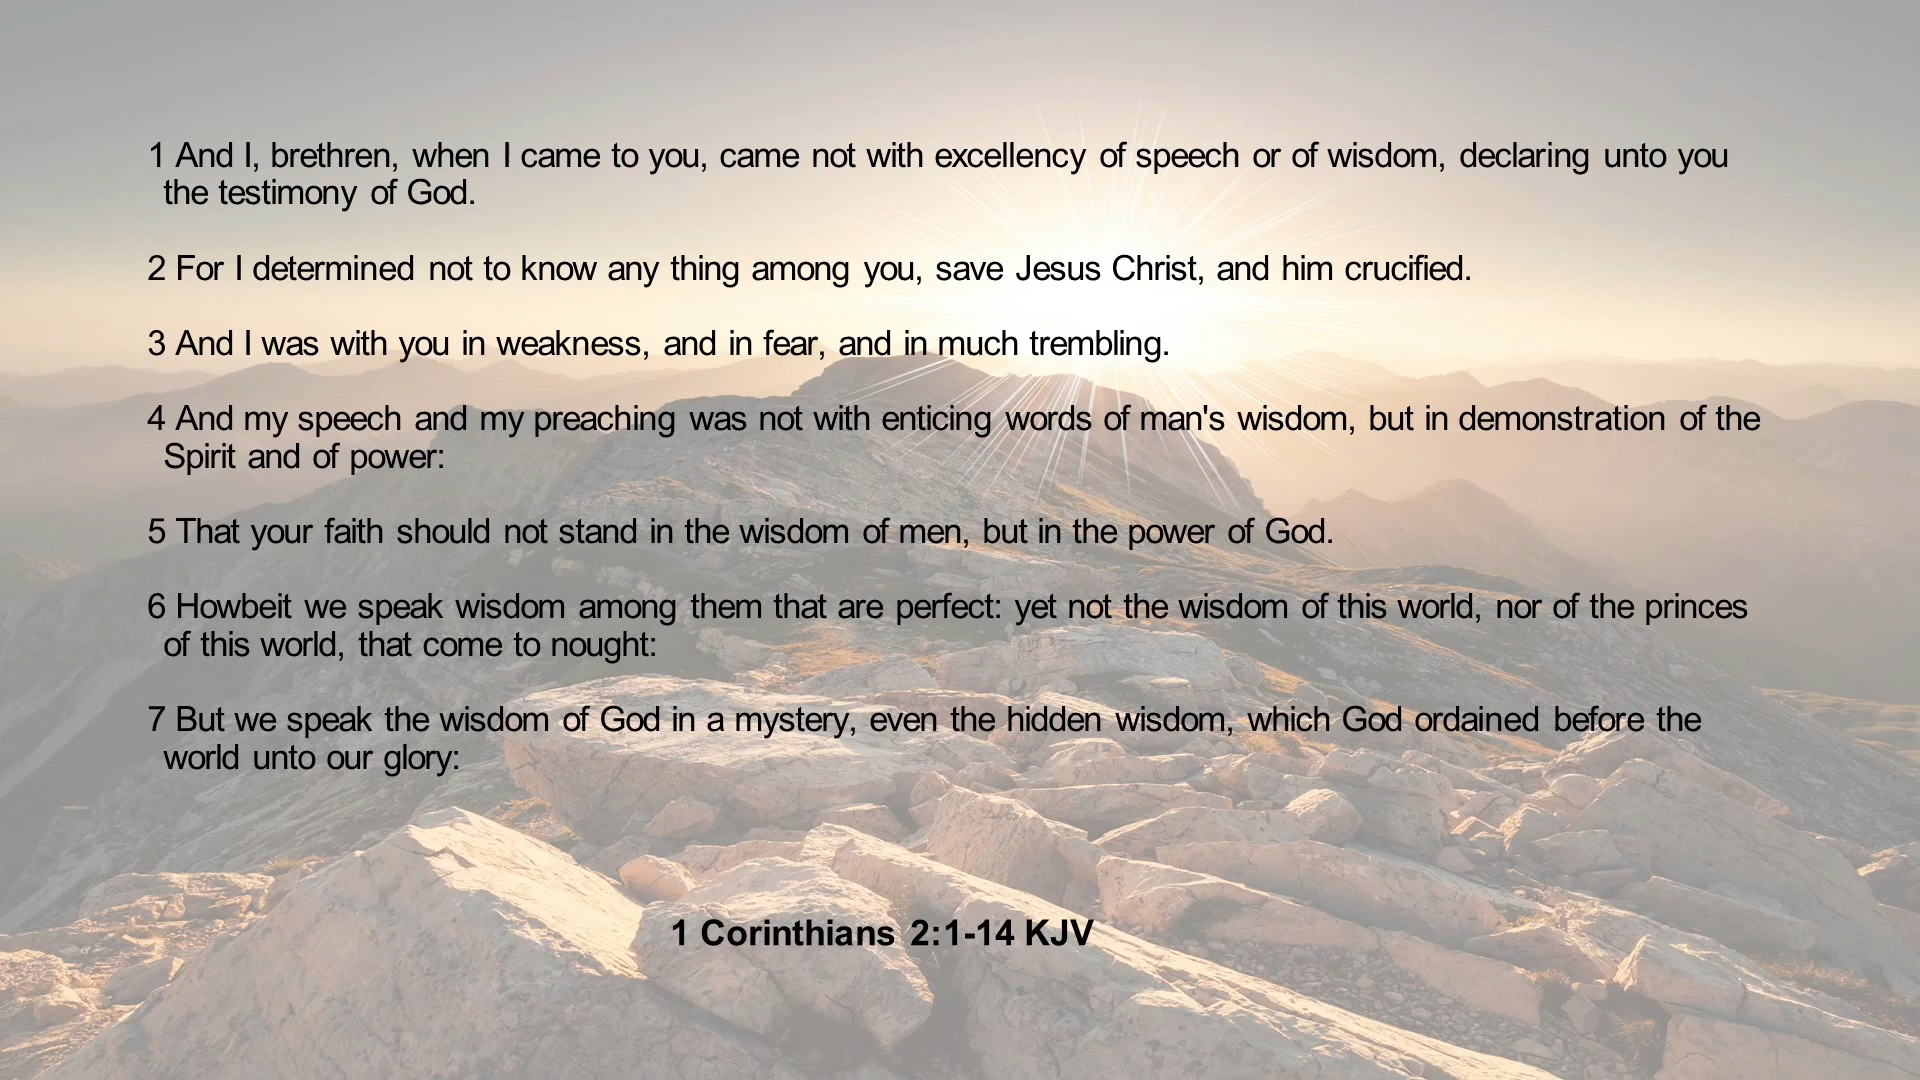 1 And I, brethren, when I came to you, came not with excellency of speech or of wisdom, declaring unto you
the testimony of God.
2 For I determined not to know any thing among you, save Jesus Christ, and him crucified.
3 And I was with you in weakness, and in fear, and in much trembling.
4 And my speech and my preaching was not with enticing words of man's wisdom, but in demonstration of the
Spirit and of power:
5 That your faith should not stand in the wisdom of men, but in the power of God.
6 Howbeit we speak wisdom among them that are perfect: yet not the wisdom of this world, nor of the princes
of this world, that come to nought:
7 But we speak the wisdom of God in a mystery, even the hidden wisdom, which God ordained before the
world unto our glory:
1 Corinthians 2:1-14 KJV